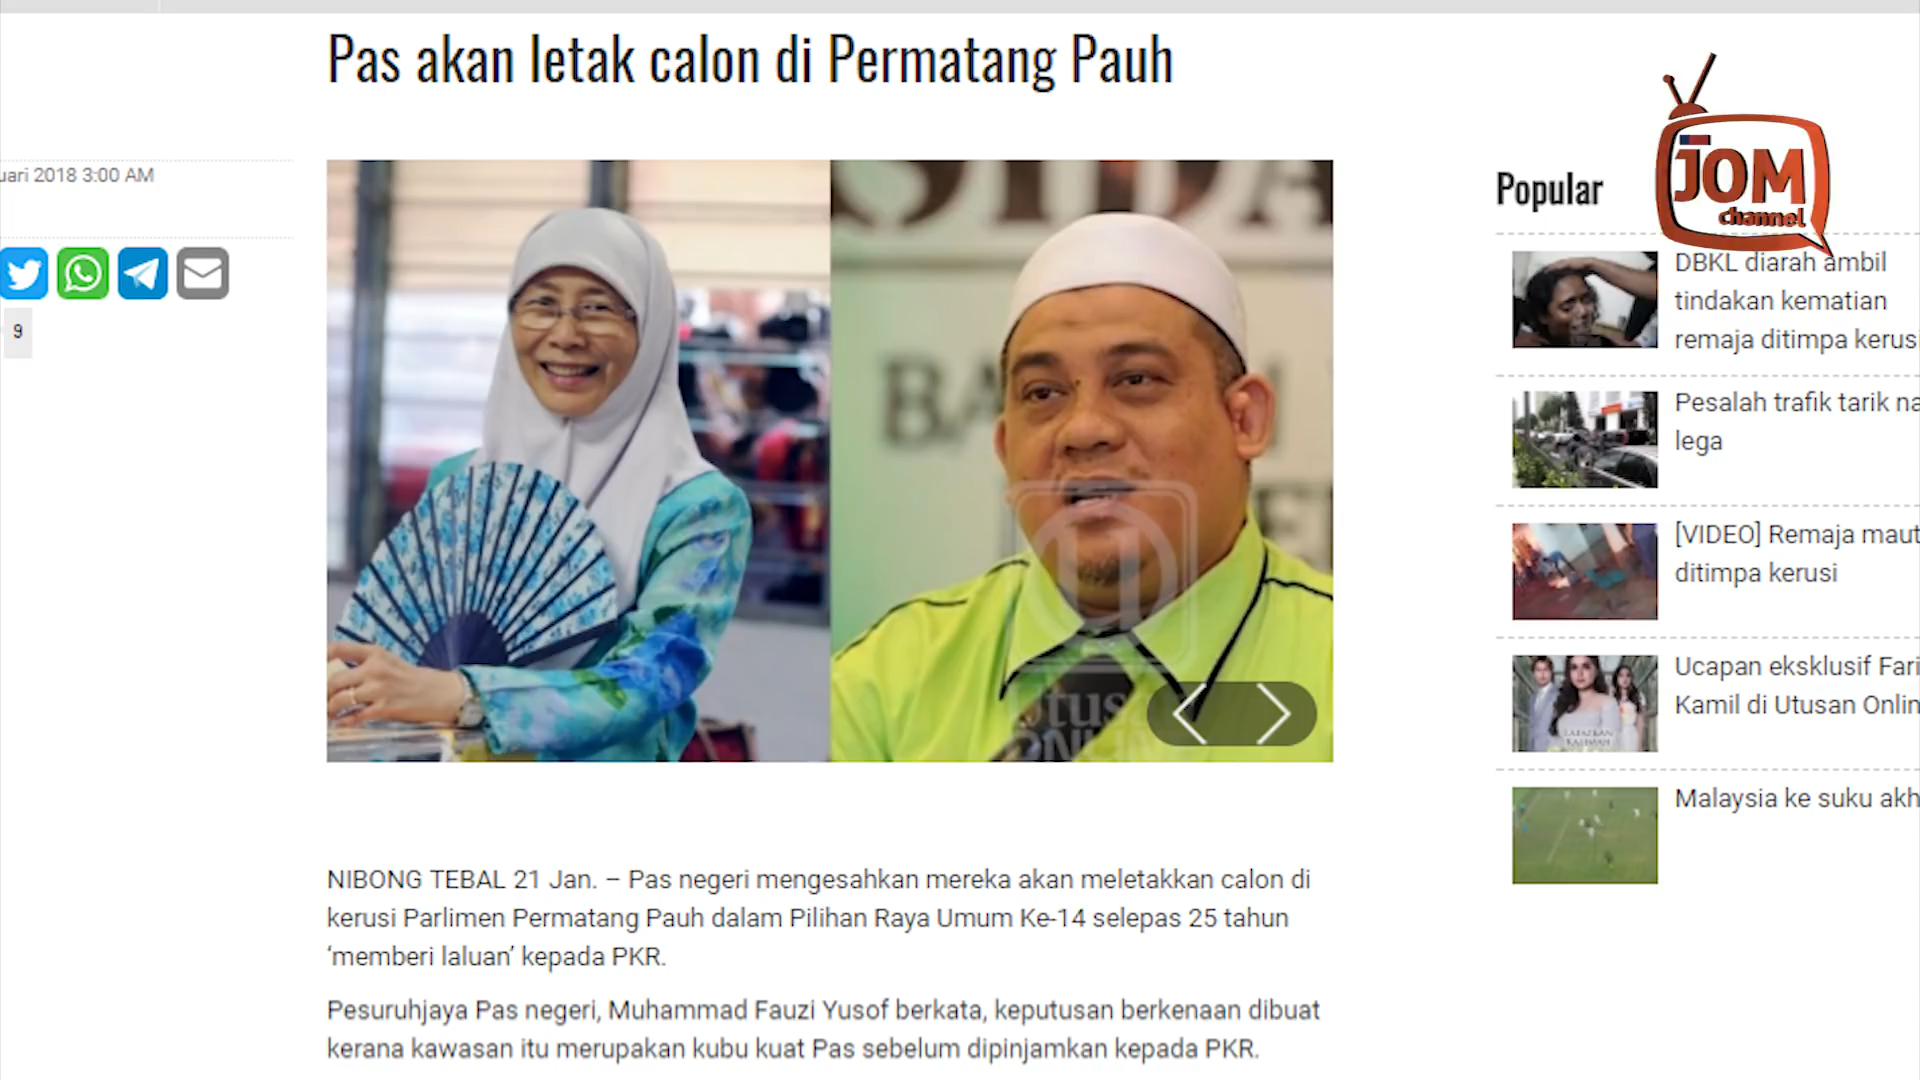 Pas akan letak calon di Permatang Pauh
uari 2018 3:00 AM
9
NIBONG TEBAL 21 Jan. – Pas negeri mengesahkan mereka akan meletakkan calon di
kerusi Parlimen Permatang Pauh dalam Pilihan Raya Umum Ke-14 selepas 25 tahun
‘memberi laluan’ kepada PKR.
Pesuruhjaya Pas negeri, Muhammad Fauzi Yusof berkata, keputusan berkenaan dibuat
kerana kawasan itu merupakan kubu kuat Pas sebelum dipinjamkan kepada PKR.
JOM
channel
Popular
DBKL diarah ambil
tindakan kematian
remaja ditimpa kerusi
Pesalah trafik tarik na
lega
[VIDEO] Remaja maut
ditimpa kerusi
Ucapan eksklusif Fari
Kamil di Utusan Onlin
Malaysia ke suku akh